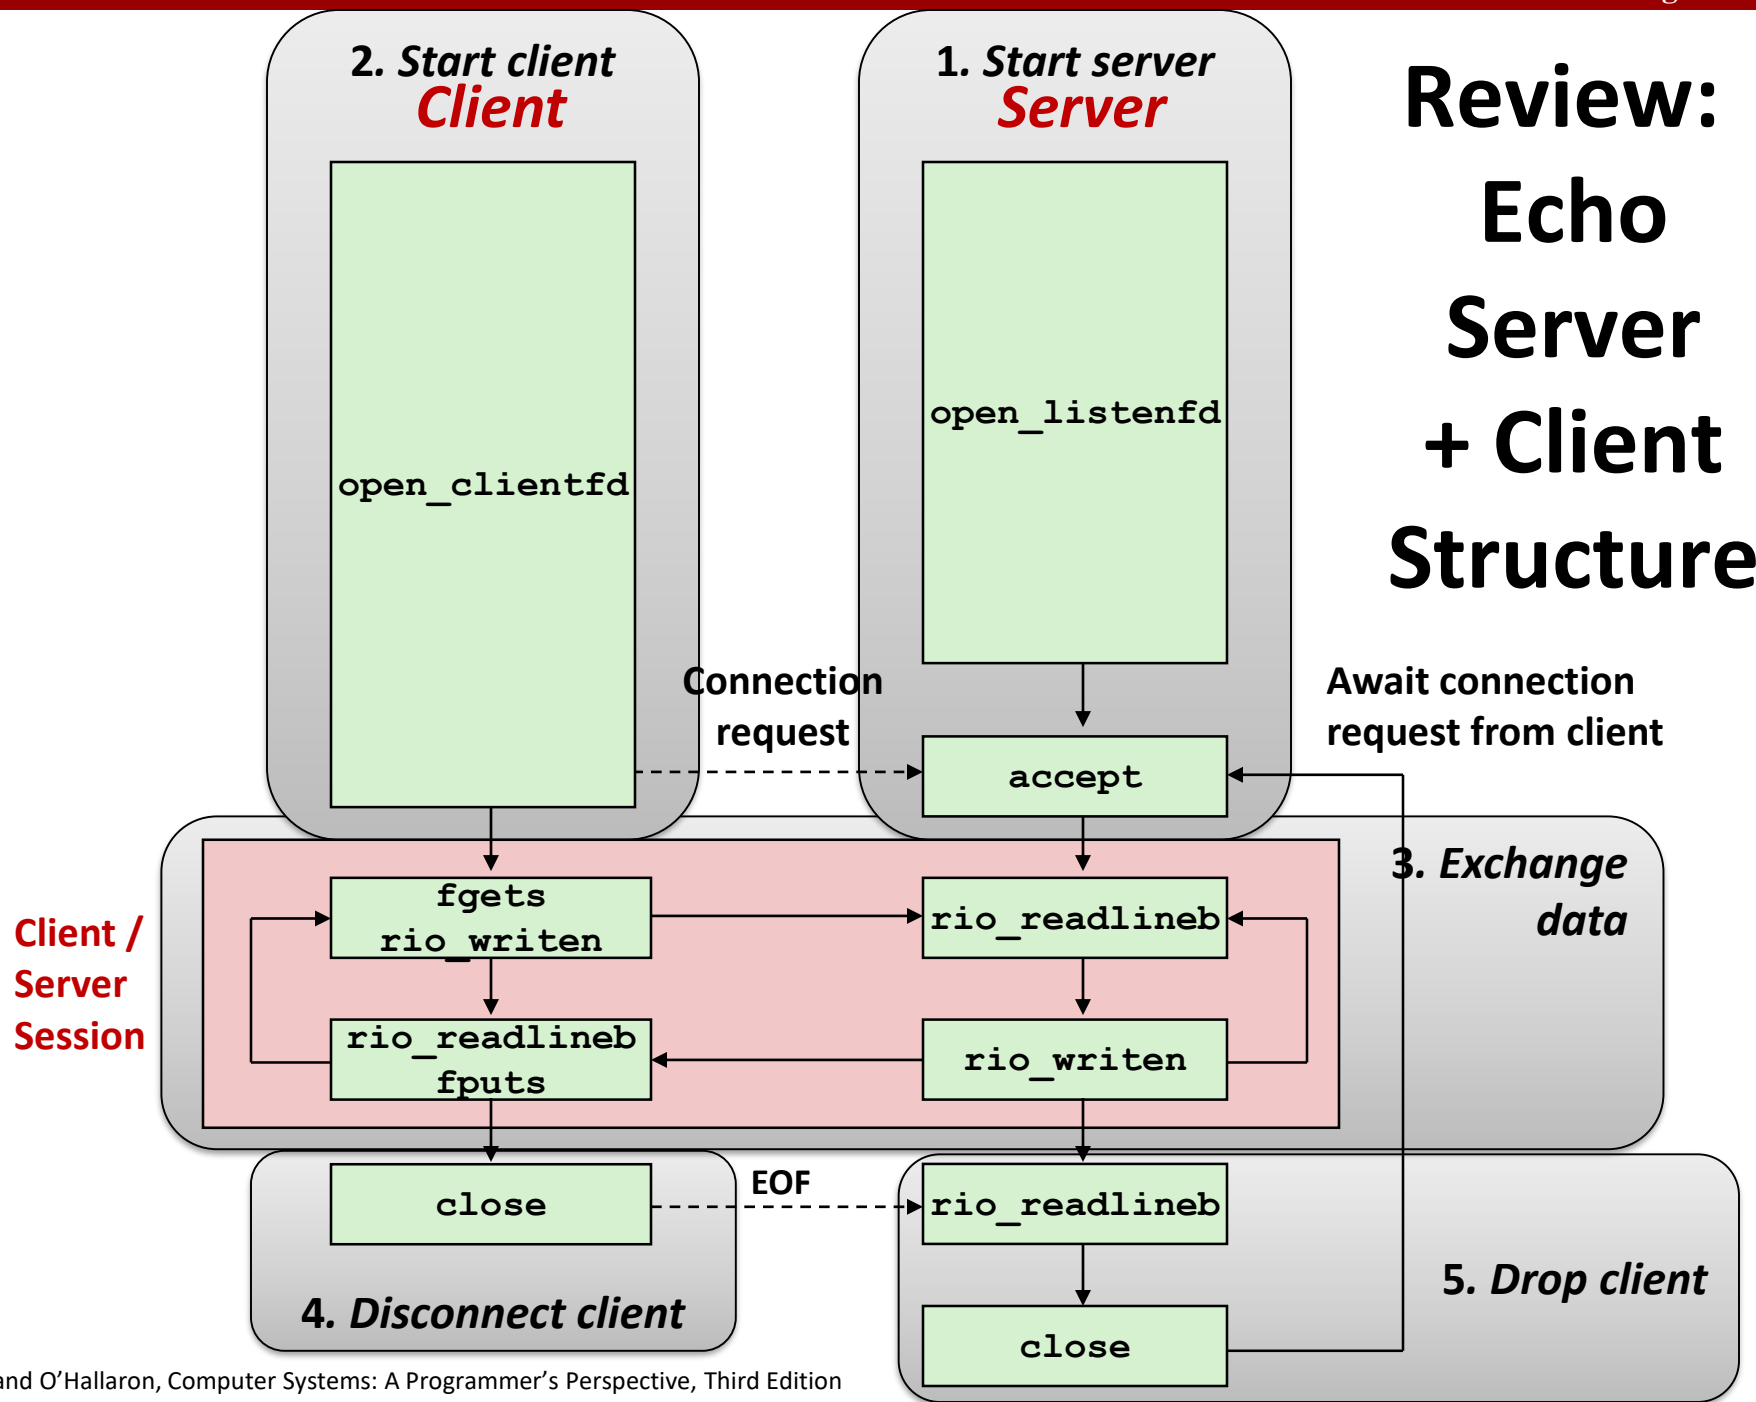 2. Start client
Client
1. Start server
Server
Review:
Echo
Server
+ Client
Structure
open_clientfd
open_listenfd
Connection
request
Await connection
request from client
accept
3. Exchange
data
Client /
Server
Session
fgets
rio_writen
rio_readlineb
rio_readlineb
fputs
rio_writen
close
EOF
rio_readlineb
4. Disconnect client
5. Drop client
close
and O'Hallaron, Computer Systems: A Programmer's Perspective, Third Edition